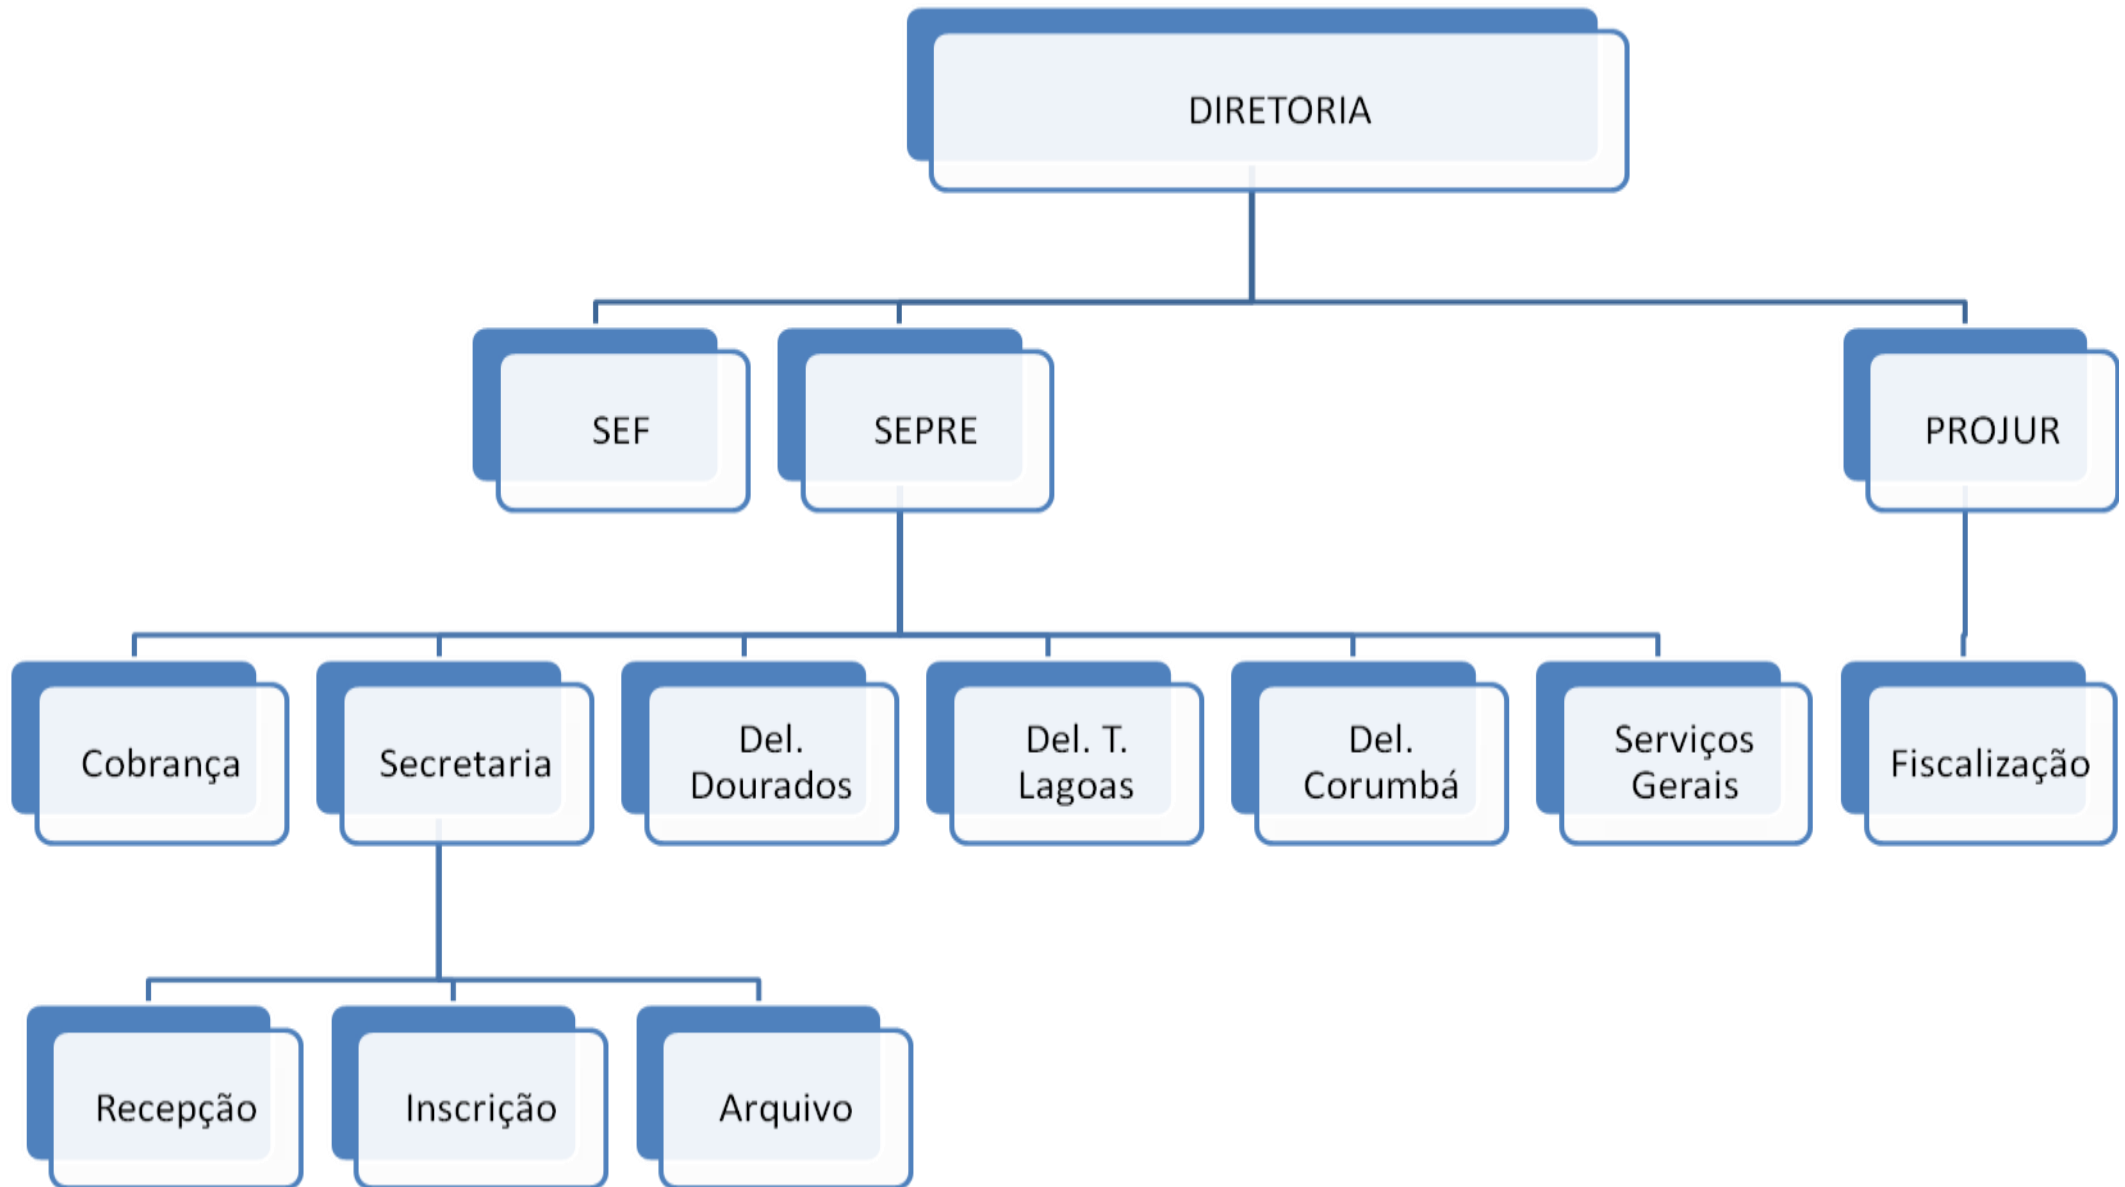 DIRETORIA
SEF
SEPRE
PROJUR
Cobrança
Secretaria
Del.
Dourados
Del. T.
Lagoas
Del.
Corumbá
Serviços
Gerais
Fiscalização
Recepção
Inscrição
Arquivo